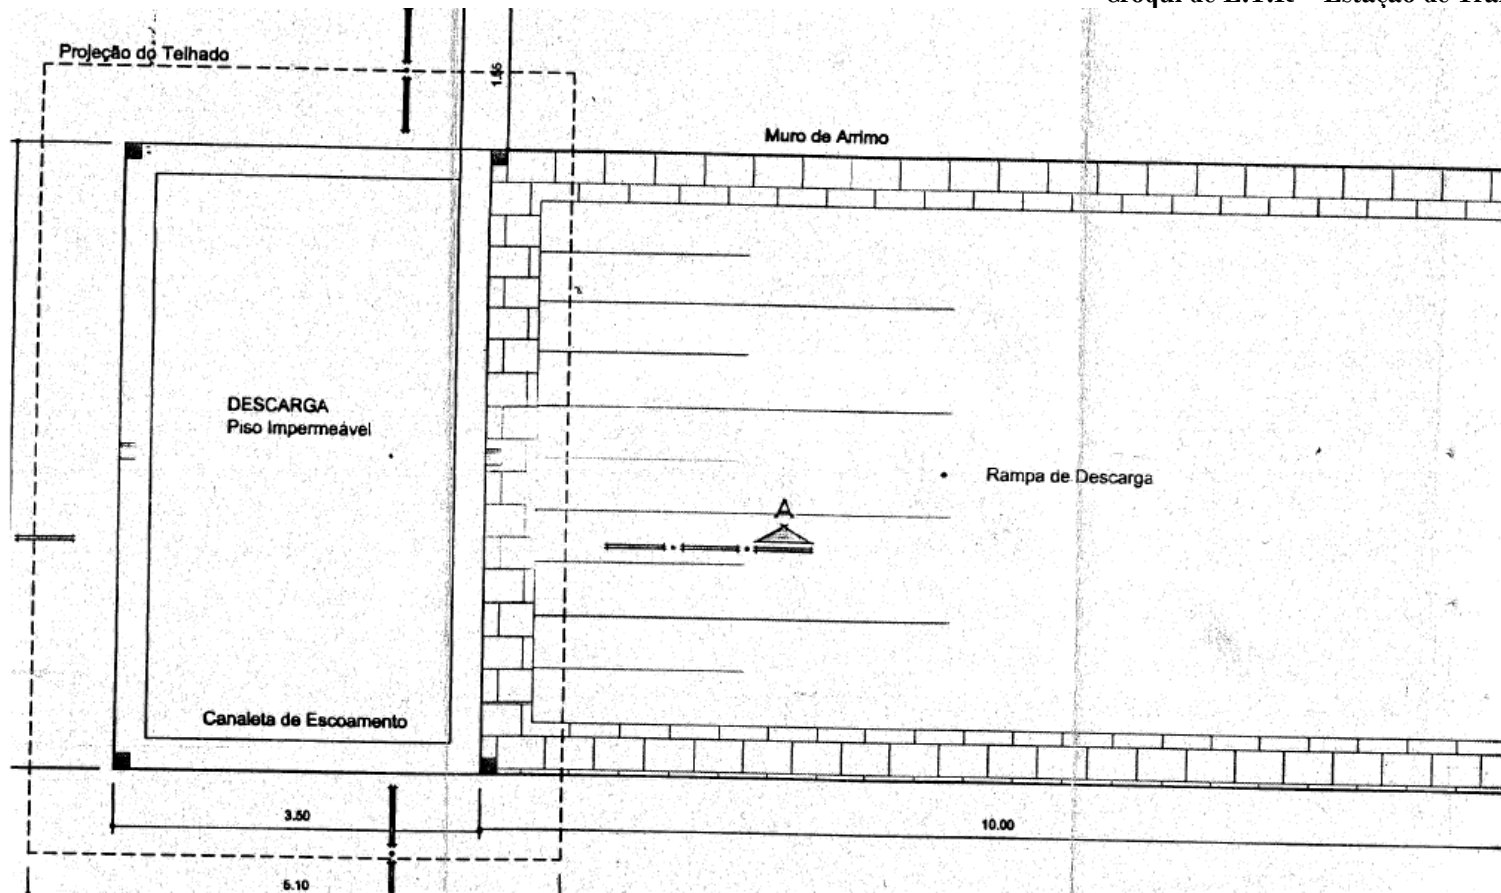 Projeção do Telhado
1.55
Muro de Arrimo
DESCARGA
Piso Impermeável
Rampa de Descarga
A
Canaleta de Escoamento
3.50
10.00
5.10